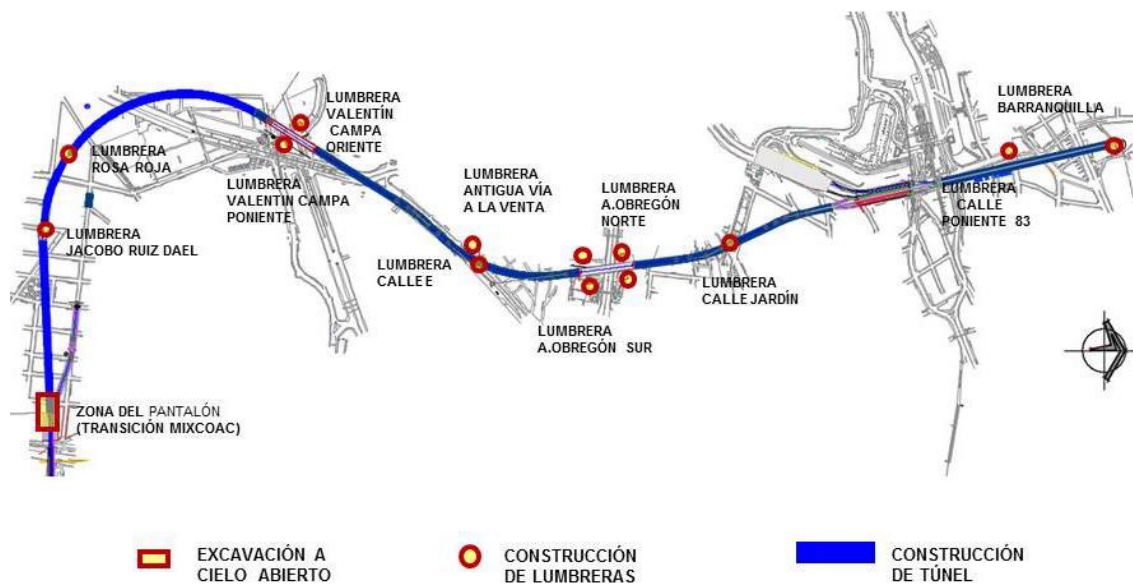 LUMBRERA
VALENTÍN
CAMPA
ORIENTE
LUMBRERA
BARRANQUILLA
LUMBRERA
ROSA ROJA
LUMBRERA
VALENTIN CAMPA
PONIENTE
LUMBRERA
ANTIGUA VÍA
A LA VENTA
LUMBRERA
A.OBREGÓN
NORTE
LUMBRERA
CALLE
PONIENTE 83
LUMBRERA
JACOBO RUIZ DAEL
LUMBRERA
CALLE E
LUMBRERA
CALLE JARDÍN
LUMBRERA
A.OBREGÓN SUR
ZONA DEL PANTALÓN
(TRANSICIÓN MIXCOAC)
EXCAVACIÓN A
CIELO ABIERTO
CONSTRUCCIÓN
DE LUMBRERAS
CONSTRUCCIÓN
DE TÚNEL